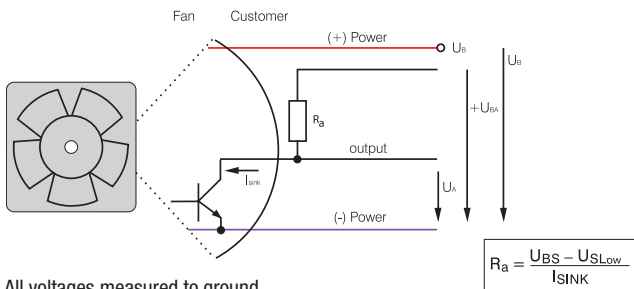 Fan Customer
(+) Power
U_B
U_B
R_a
+U_BA
output
I_sink
U_A
(-) Power
R_a = (U_BS – U_SLow) / I_SINK
All voltages measured to ground